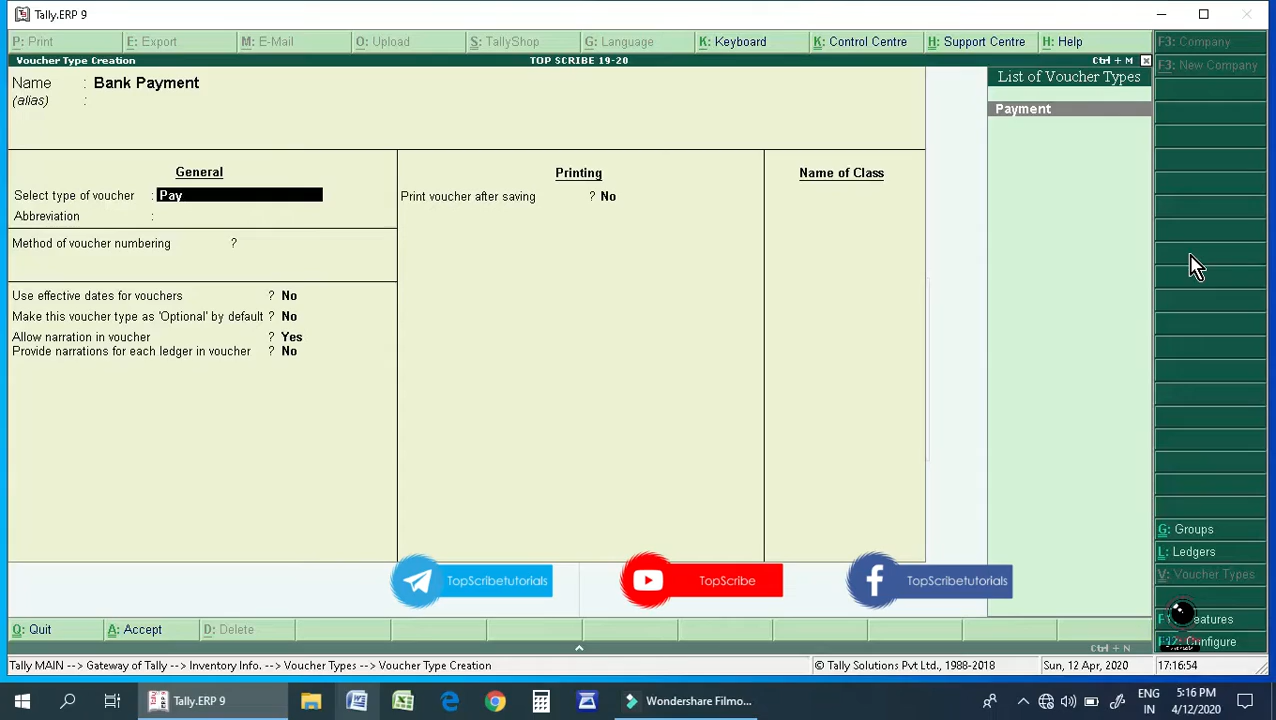 Tally.ERP 9
P: Print
E: Export
M: E-Mail
O: Upload
S: TallyShop
G: Language
K: Keyboard
K: Control Centre
H: Support Centre
H: Help
F3: Company
F3: New Company
Voucher Type Creation
TOP SCRIBE 19-20
Ctrl + M
Name : Bank Payment
(alias) :
List of Voucher Types
Payment
General
Printing
Name of Class
Select type of voucher : Pay
Abbreviation :
Print voucher after saving ? No
Method of voucher numbering ?
Use effective dates for vouchers ? No
Make this voucher type as 'Optional' by default ? No
Allow narration in voucher ? Yes
Provide narrations for each ledger in voucher ? No
G: Groups
L: Ledgers
V: Voucher Types
TopScribetutorials
TopScribe
TopScribetutorials
Q: Quit
A: Accept
D: Delete
Ctrl + N
Tally MAIN --> Gateway of Tally --> Inventory Info. --> Voucher Types --> Voucher Type Creation
© Tally Solutions Pvt Ltd., 1988-2018
Sun, 12 Apr, 2020
17:16:54
Tally.ERP 9
Wondershare Filmo...
ENG
IN
5:16 PM
4/12/2020